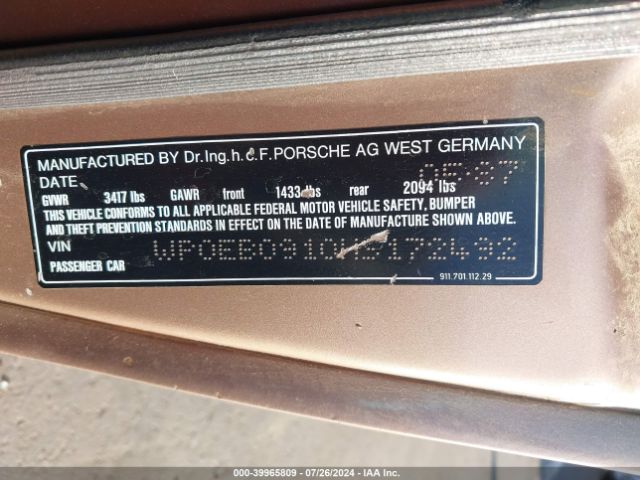 MANUFACTURED BY Dr.Ing.h.c.F.PORSCHE AG WEST GERMANY
DATE 06·87
GVWR 3417 lbs GAWR front 1433 lbs rear 2094 lbs
THIS VEHICLE CONFORMS TO ALL APPLICABLE FEDERAL MOTOR VEHICLE SAFETY, BUMPER
AND THEFT PREVENTION STANDARDS IN EFFECT ON THE DATE OF MANUFACTURE SHOWN ABOVE.
VIN WP0EB0910HS172492
PASSENGER CAR 911.701.112.29
000-39965809 | 07/26/2024 | IAA Inc.